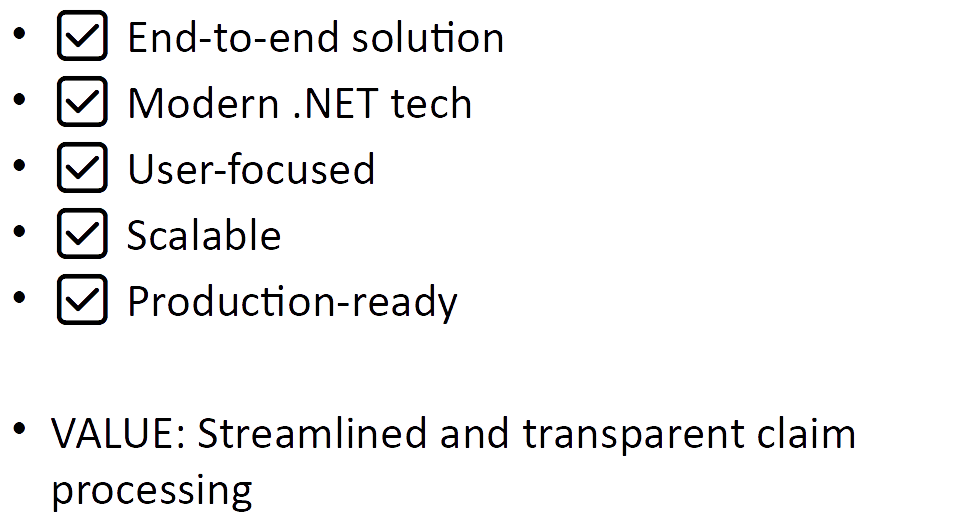 • ☑ End-to-end solution
• ☑ Modern .NET tech
• ☑ User-focused
• ☑ Scalable
• ☑ Production-ready
• VALUE: Streamlined and transparent claim
processing